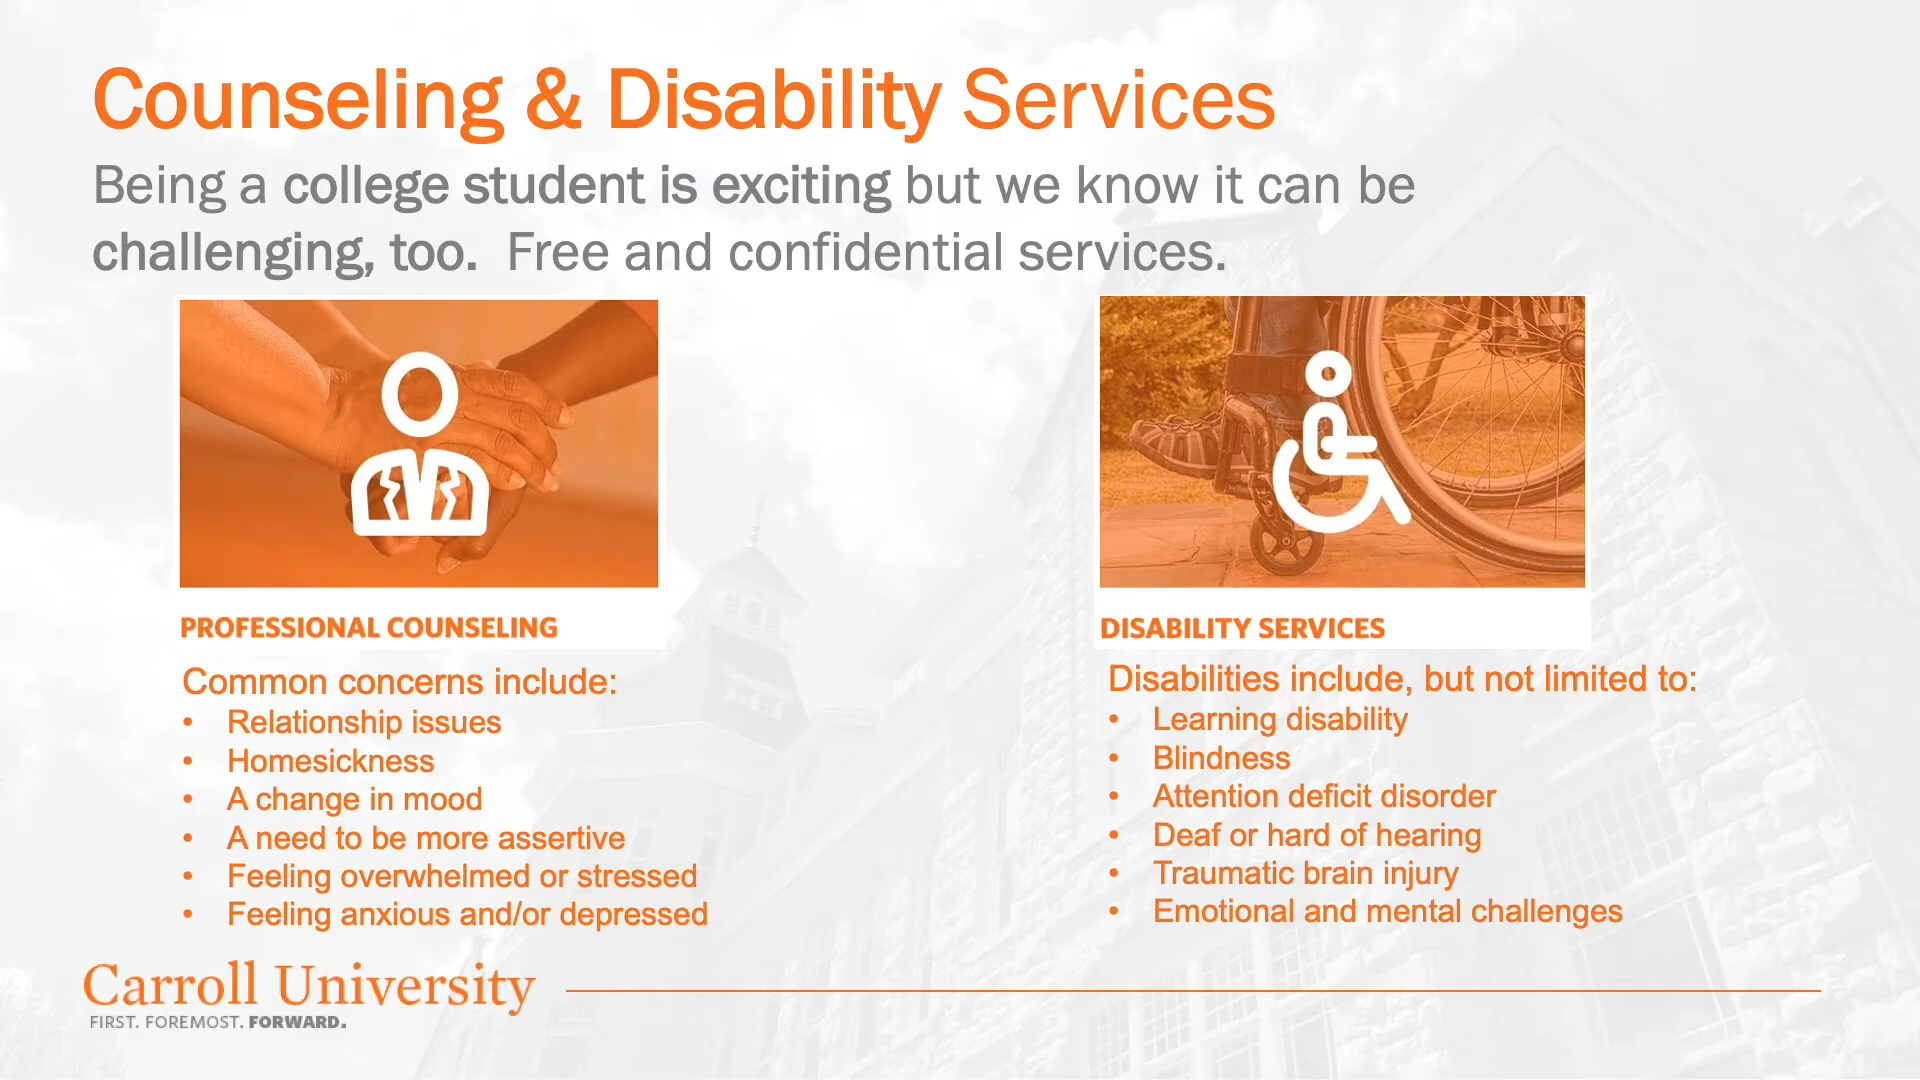 Counseling & Disability Services
Being a college student is exciting but we know it can be
challenging, too.  Free and confidential services.
PROFESSIONAL COUNSELING
Common concerns include:
• Relationship issues
• Homesickness
• A change in mood
• A need to be more assertive
• Feeling overwhelmed or stressed
• Feeling anxious and/or depressed
DISABILITY SERVICES
Disabilities include, but not limited to:
• Learning disability
• Blindness
• Attention deficit disorder
• Deaf or hard of hearing
• Traumatic brain injury
• Emotional and mental challenges
Carroll University
FIRST. FOREMOST. FORWARD.